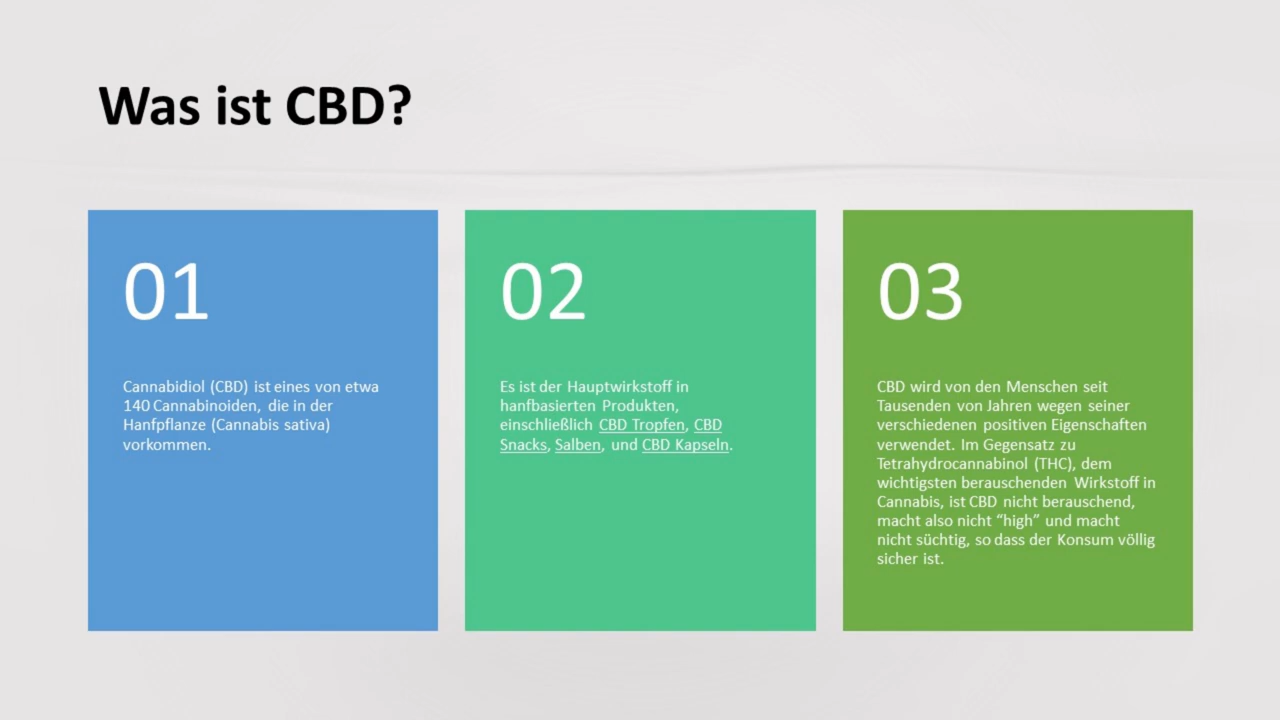 Was ist CBD?
01
Cannabidiol (CBD) ist eines von etwa
140 Cannabinoiden, die in der
Hanfpflanze (Cannabis sativa)
vorkommen.
02
Es ist der Hauptwirkstoff in
hanfbasierten Produkten,
einschließlich CBD Tropfen, CBD
Snacks, Salben, und CBD Kapseln.
03
CBD wird von den Menschen seit
Tausenden von Jahren wegen seiner
verschiedenen positiven Eigenschaften
verwendet. Im Gegensatz zu
Tetrahydrocannabinol (THC), dem
wichtigsten berauschenden Wirkstoff in
Cannabis, ist CBD nicht berauschend,
macht also nicht “high” und macht
nicht süchtig, so dass der Konsum völlig
sicher ist.